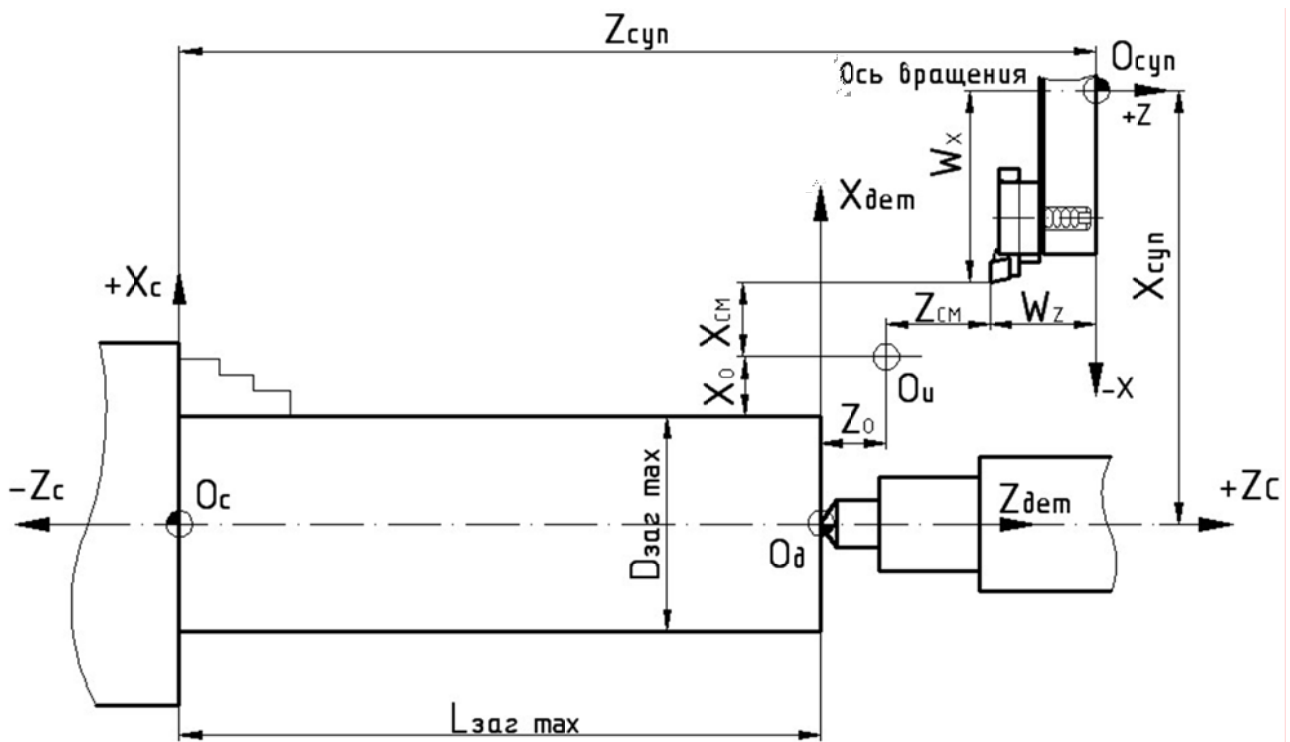 Zсуп
Oсуп
Ось вращения
+Z
Wx
Xдет
Xсуп
+Xc
Xсм
Zсм
Wz
X0
Oи
-X
Z0
-Zc
Oc
Zдет
+Zc
Dзаг max
Oд
Lзаг max